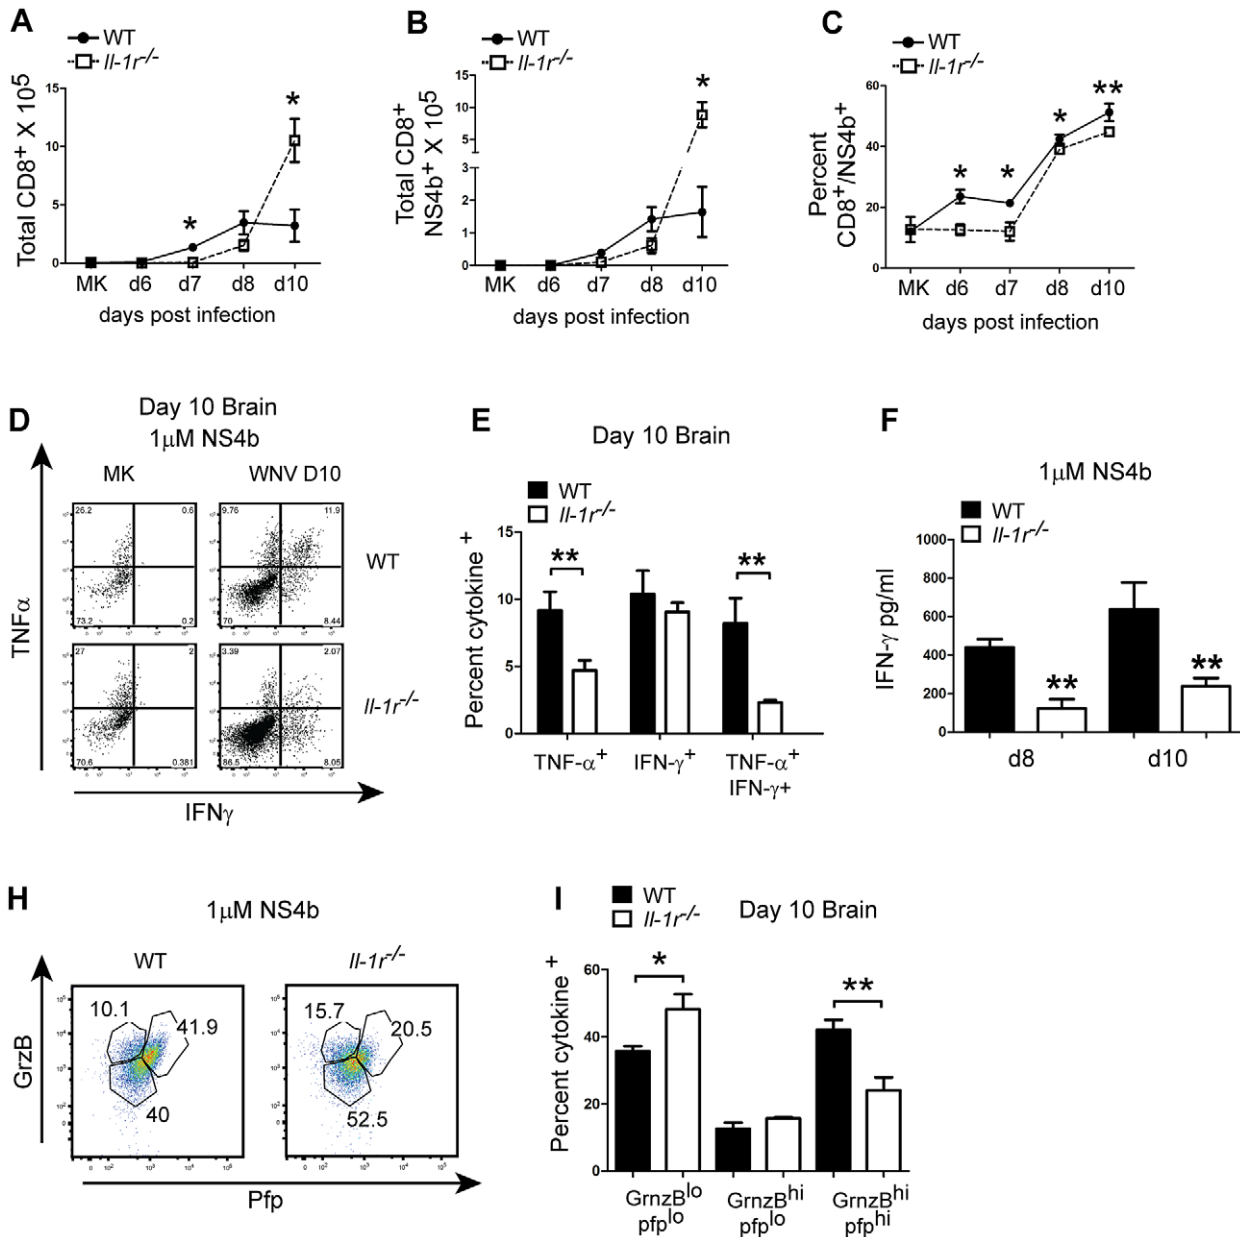 A
WT
Il-1r-/-
Total CD8+ X 10^5
15
10
5
0
MK d6 d7 d8 d10
days post infection
*
*
B
WT
Il-1r-/-
Total CD8+
NS4b+ X 10^5
15
10
5
3
2
1
0
MK d6 d7 d8 d10
days post infection
*
C
WT
Il-1r-/-
Percent
CD8+/NS4b+
60
40
20
0
MK d6 d7 d8 d10
days post infection
* * * **
D
Day 10 Brain
1μM NS4b
MK WNV D10
TNFα
26.2 0.6
73.2 0.2
9.76 11.9
70 8.44
WT
27 2
70.6 0.381
3.39 2.07
86.5 8.05
Il-1r-/-
IFNγ
E
Day 10 Brain
WT
Il-1r-/-
Percent cytokine +
15
10
5
0
** **
TNF-α+ IFN-γ+ TNF-α+
IFN-γ+
F
1μM NS4b
WT
Il-1r-/-
IFN-γ pg/ml
1000
800
600
400
200
0
** **
d8 d10
H
1μM NS4b
WT Il-1r-/-
GrzB
10.1
41.9
40
15.7
20.5
52.5
Pfp
I
WT
Il-1r-/-
Day 10 Brain
Percent cytokine +
60
40
20
0
* **
GrnzBlo GrnzBhi GrnzBhi
pfplo pfplo pfphi